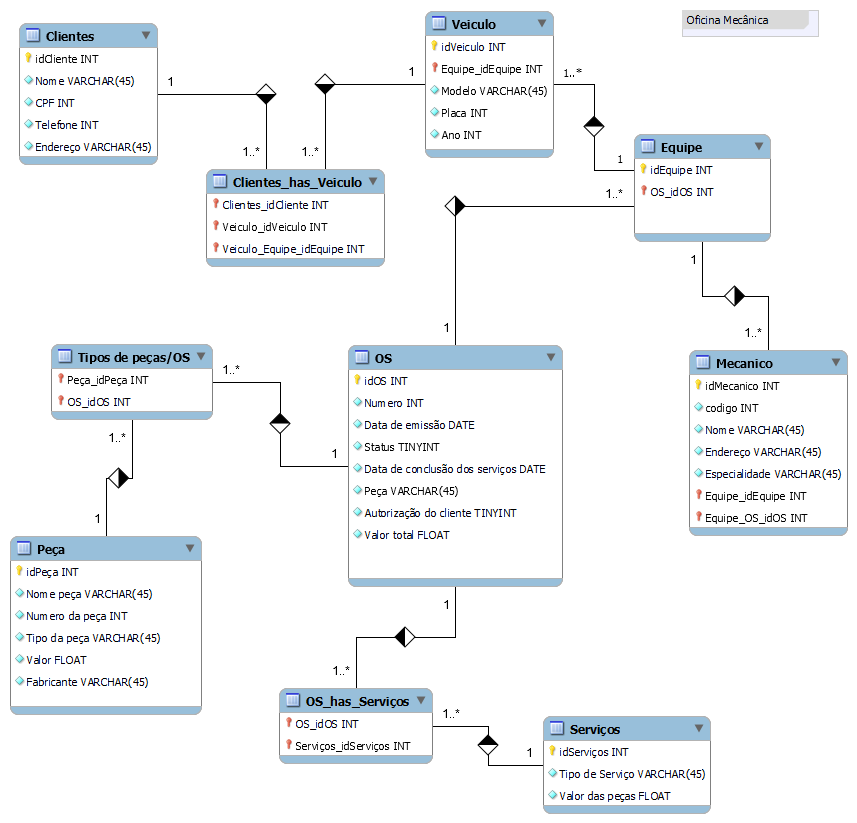 Oficina Mecânica
Clientes
idCliente INT
Nome VARCHAR(45)
CPF INT
Telefone INT
Endereço VARCHAR(45)
1
1..*
Veiculo
idVeiculo INT
Equipe_idEquipe INT
Modelo VARCHAR(45)
Placa INT
Ano INT
1
1..*
1..*
1
Clientes_has_Veiculo
Clientes_idCliente INT
Veiculo_idVeiculo INT
Veiculo_Equipe_idEquipe INT
Equipe
idEquipe INT
OS_idOS INT
1..*
1
1
1..*
Tipos de peças/OS
Peça_idPeça INT
OS_idOS INT
1..*
1
1..*
1
OS
idOS INT
Numero INT
Data de emissão DATE
Status TINYINT
Data de conclusão dos serviços DATE
Peça VARCHAR(45)
Autorização do cliente TINYINT
Valor total FLOAT
Mecanico
idMecanico INT
codigo INT
Nome VARCHAR(45)
Endereço VARCHAR(45)
Especialidade VARCHAR(45)
Equipe_idEquipe INT
Equipe_OS_idOS INT
Peça
idPeça INT
Nome peça VARCHAR(45)
Numero da peça INT
Tipo da peça VARCHAR(45)
Valor FLOAT
Fabricante VARCHAR(45)
1
1..*
OS_has_Serviços
OS_idOS INT
Serviços_idServiços INT
1..*
1
Serviços
idServiços INT
Tipo de Serviço VARCHAR(45)
Valor das peças FLOAT